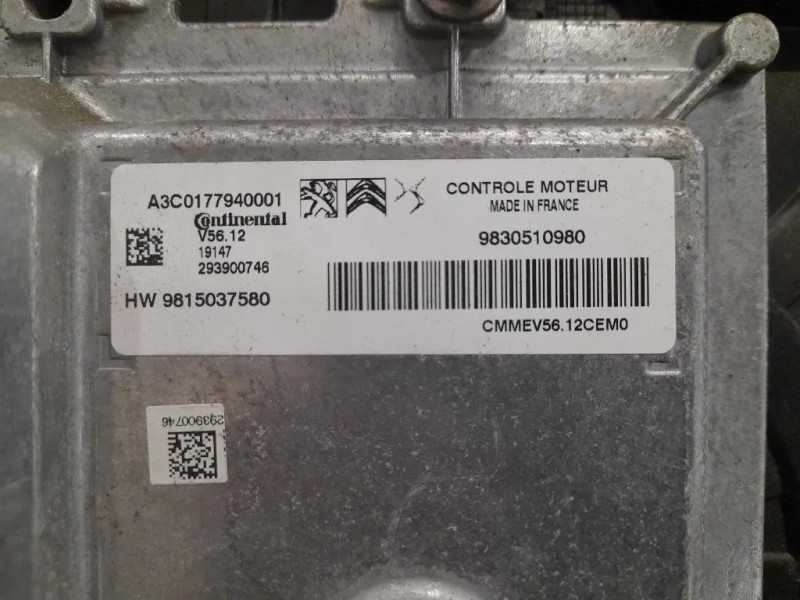 A3C0177940001
Continental
V56.12
19147
293900746
HW 9815037580
CONTROLE MOTEUR
MADE IN FRANCE
9830510980
CMMEV56.12CEM0
293900746